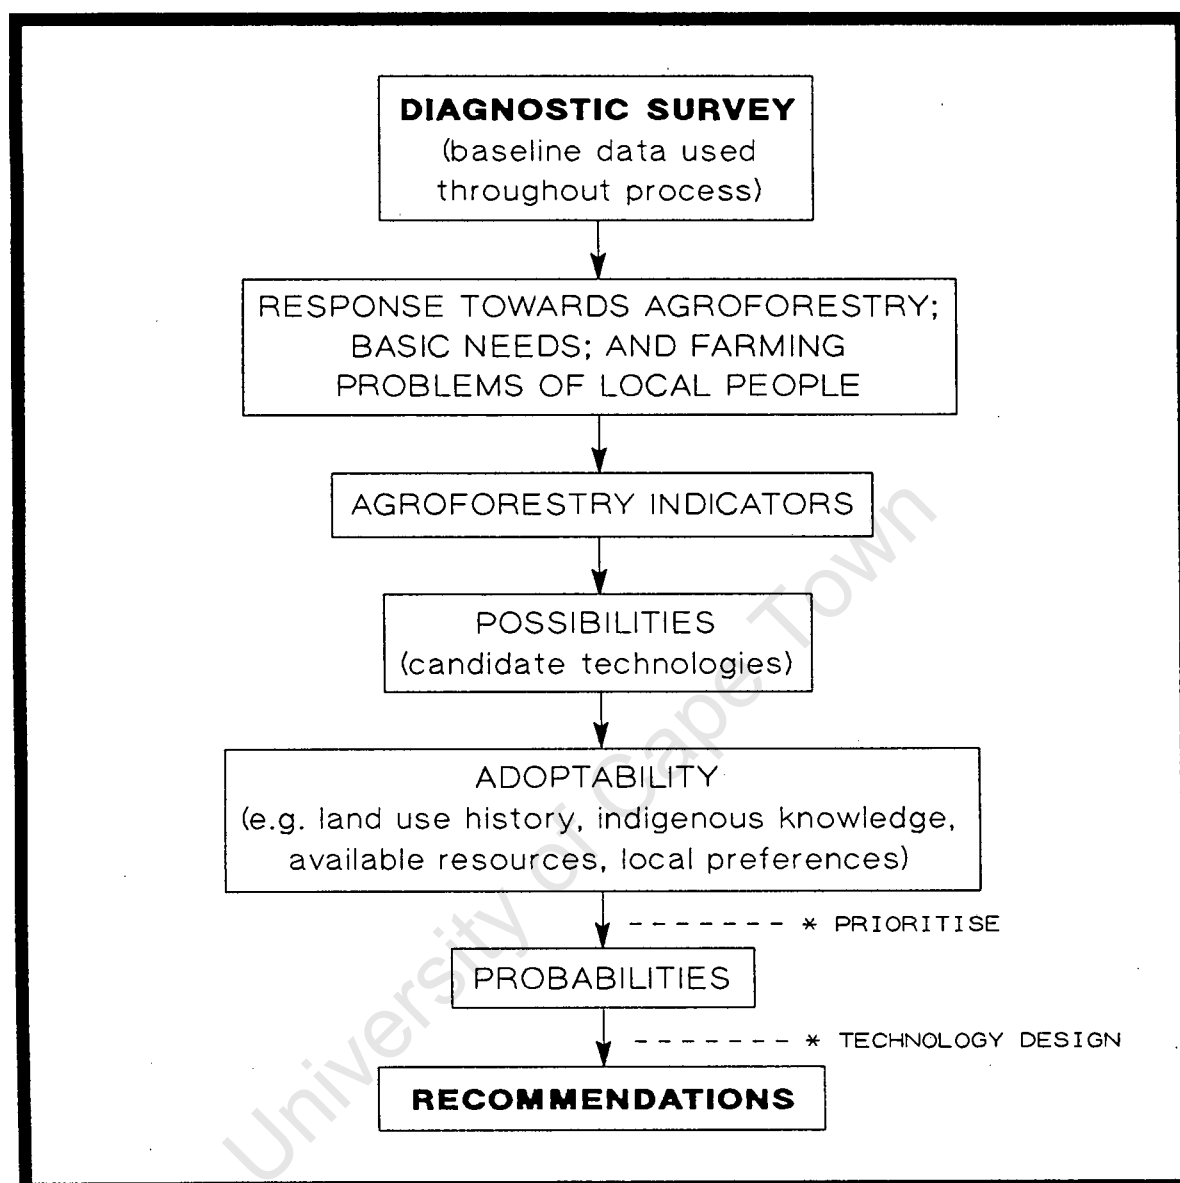 DIAGNOSTIC SURVEY
(baseline data used
throughout process)
RESPONSE TOWARDS AGROFORESTRY;
BASIC NEEDS; AND FARMING
PROBLEMS OF LOCAL PEOPLE
AGROFORESTRY INDICATORS
POSSIBILITIES
(candidate technologies)
ADOPTABILITY
(e.g. land use history, indigenous knowledge,
available resources, local preferences)
* PRIORITISE
PROBABILITIES
* TECHNOLOGY DESIGN
RECOMMENDATIONS
University of Cape Town